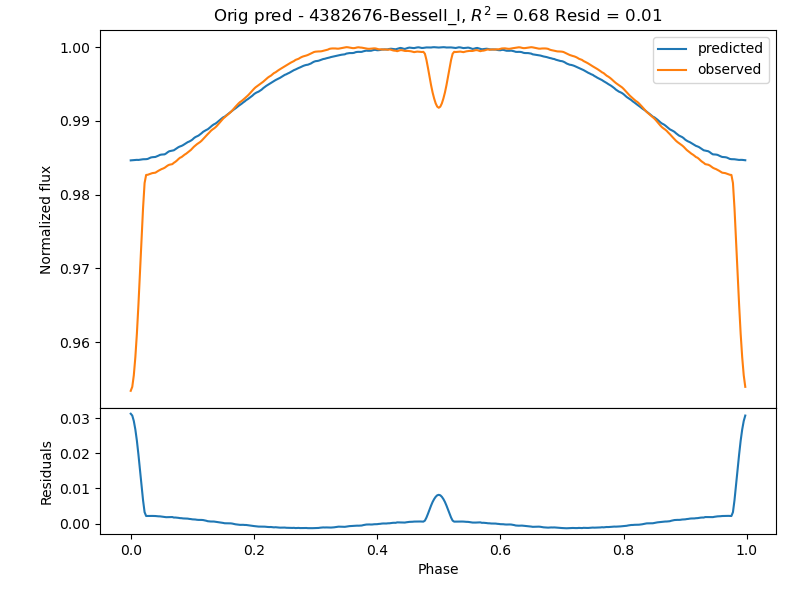 Orig pred - 4382676-Bessell_I, R² = 0.68 Resid = 0.01
predicted
observed
1.00
0.99
0.98
0.97
0.96
Normalized flux
0.03
0.02
0.01
0.00
Residuals
0.0 0.2 0.4 0.6 0.8 1.0
Phase